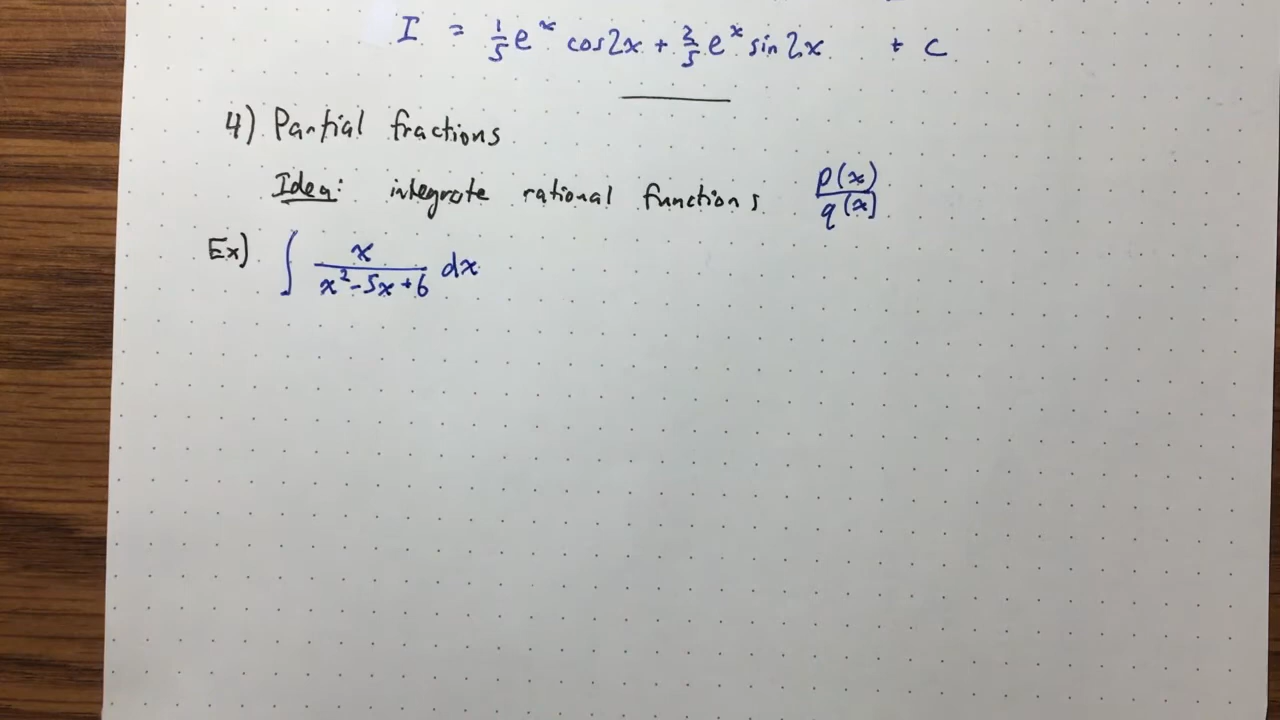 I = 1/5 e^x cos2x + 2/5 e^x sin2x + c
4) Partial fractions
Idea: integrate rational functions p(x)/q(x)
Ex) ∫ x/(x²-5x+6) dx